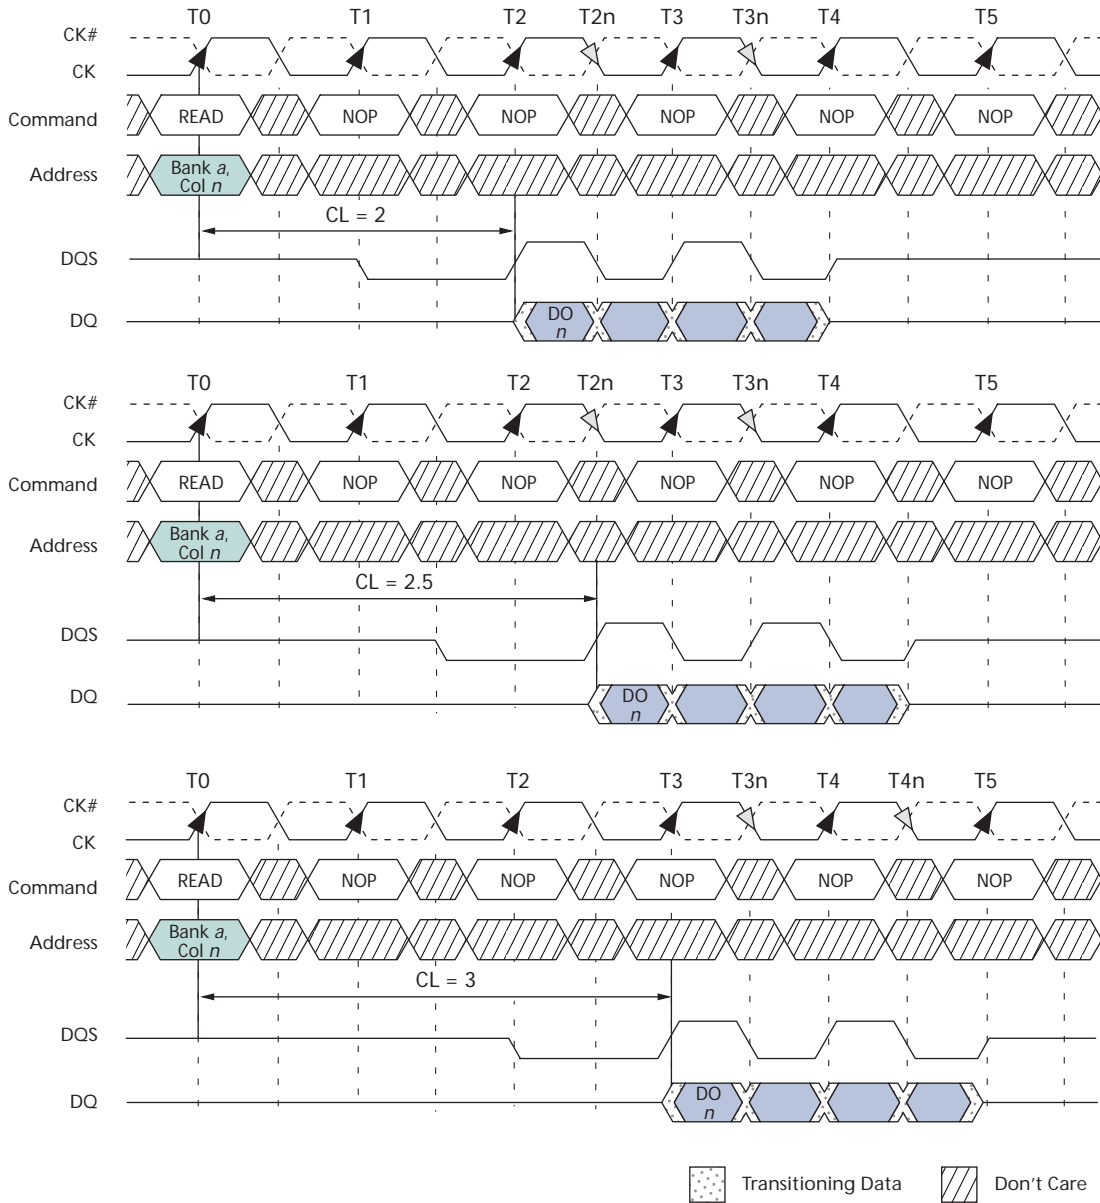 T0 T1 T2 T2n T3 T3n T4 T5
CK#
CK
Command READ NOP NOP NOP NOP NOP
Address Bank a,
Col n
CL = 2
DQS
DQ DO
n
T0 T1 T2 T2n T3 T3n T4 T5
CK#
CK
Command READ NOP NOP NOP NOP NOP
Address Bank a,
Col n
CL = 2.5
DQS
DQ DO
n
T0 T1 T2 T3 T3n T4 T4n T5
CK#
CK
Command READ NOP NOP NOP NOP NOP
Address Bank a,
Col n
CL = 3
DQS
DQ DO
n
Transitioning Data Don't Care